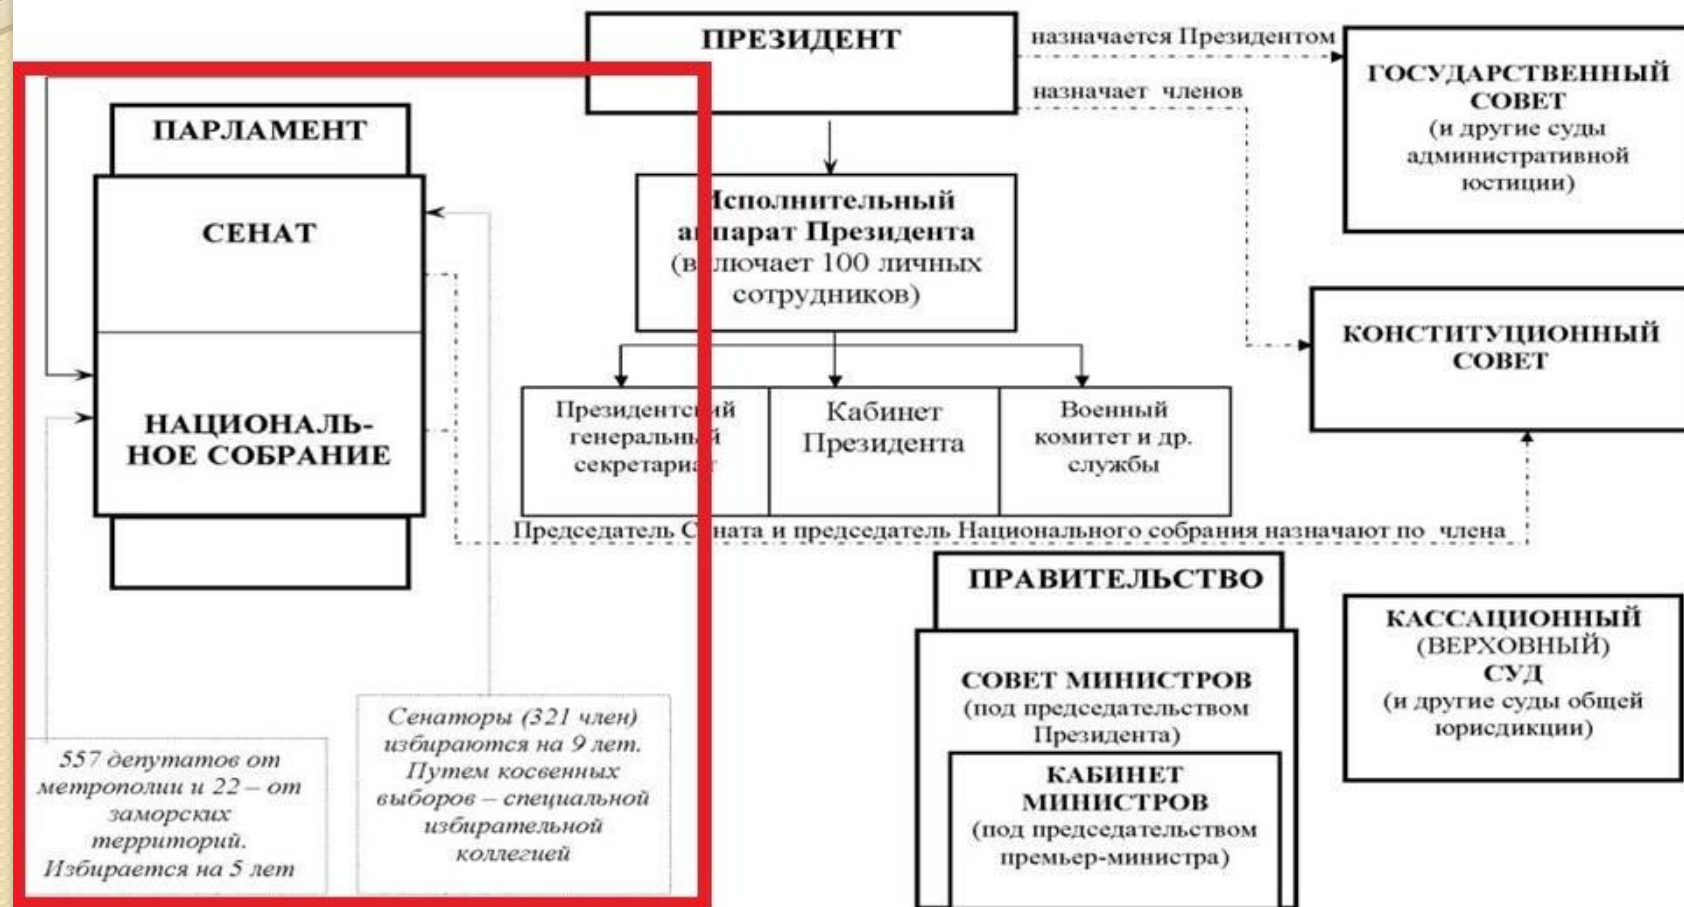 ПРЕЗИДЕНТ
назначается Президентом
назначает членов
ГОСУДАРСТВЕННЫЙ
СОВЕТ
(и другие суды
административной
юстиции)
ПАРЛАМЕНТ
СЕНАТ
НАЦИОНАЛЬ-
НОЕ СОБРАНИЕ
Исполнительный
аппарат Президента
(включает 100 личных
сотрудников)
КОНСТИТУЦИОННЫЙ
СОВЕТ
Президентский
генеральный
секретариат
Кабинет
Президента
Военный
комитет и др.
службы
Председатель Сената и председатель Национального собрания назначают по члена
ПРАВИТЕЛЬСТВО
СОВЕТ МИНИСТРОВ
(под председательством
Президента)
КАБИНЕТ
МИНИСТРОВ
(под председательством
премьер-министра)
КАССАЦИОННЫЙ
(ВЕРХОВНЫЙ)
СУД
(и другие суды общей
юрисдикции)
557 депутатов от
метрополии и 22 – от
заморских
территорий.
Избирается на 5 лет
Сенаторы (321 член)
избираются на 9 лет.
Путем косвенных
выборов – специальной
избирательной
коллегией